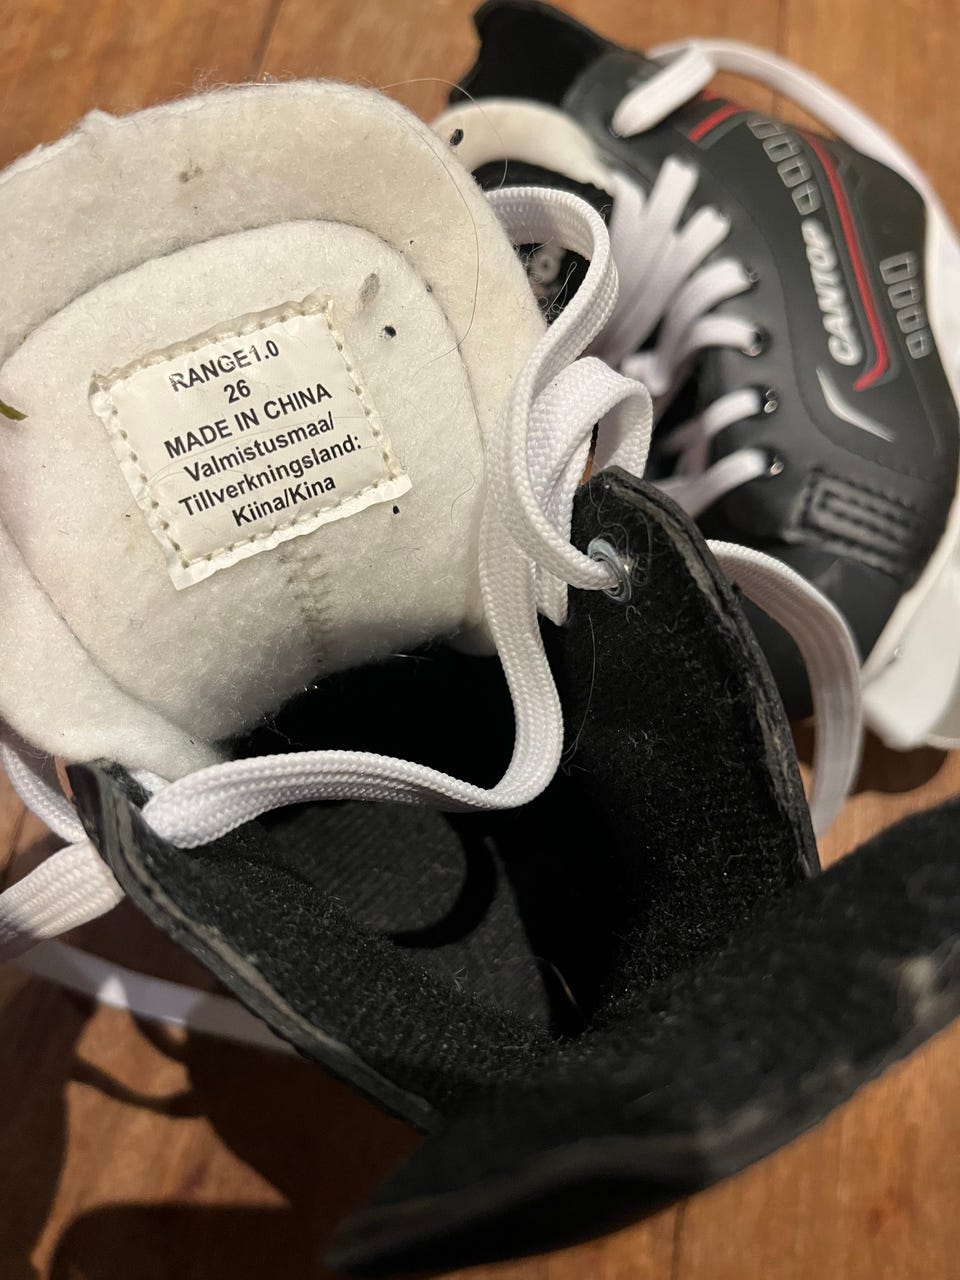 RANGE1.0
26
MADE IN CHINA
Valmistusmaa/
Tillverkningsland:
Kiina/Kina
CANTOP